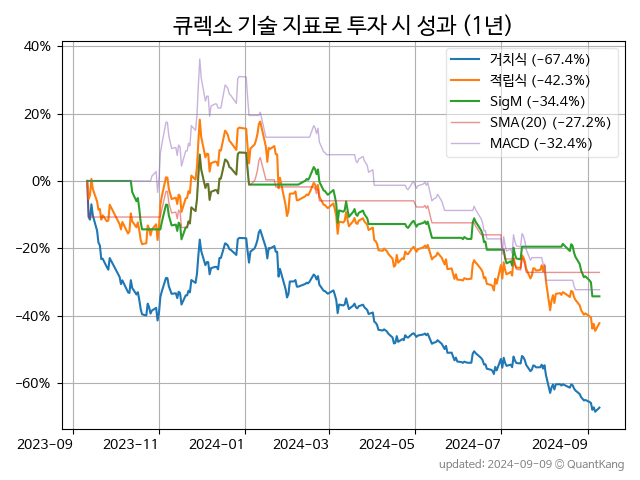 큐렉소 기술 지표로 투자 시 성과 (1년)
40%
20%
0%
−20%
−40%
−60%
거치식 (−67.4%)
적립식 (−42.3%)
SigM (−34.4%)
SMA(20) (−27.2%)
MACD (−32.4%)
2023-09
2023-11
2024-01
2024-03
2024-05
2024-07
2024-09
updated: 2024-09-09 © QuantKang